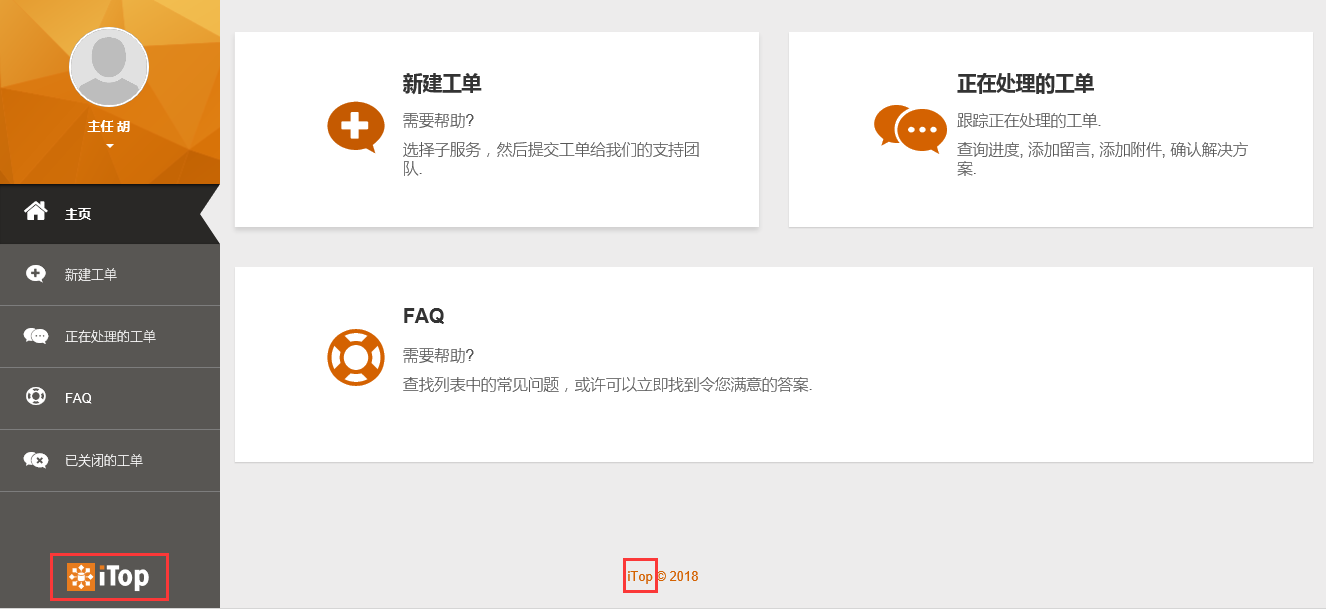 主任 胡
主页
新建工单
正在处理的工单
FAQ
已关闭的工单
iTop
新建工单
需要帮助?
选择子服务，然后提交工单给我们的支持团
队.
正在处理的工单
跟踪正在处理的工单.
查询进度, 添加留言, 添加附件, 确认解决方
案.
FAQ
需要帮助?
查找列表中的常见问题，或许可以立即找到令您满意的答案.
iTop © 2018